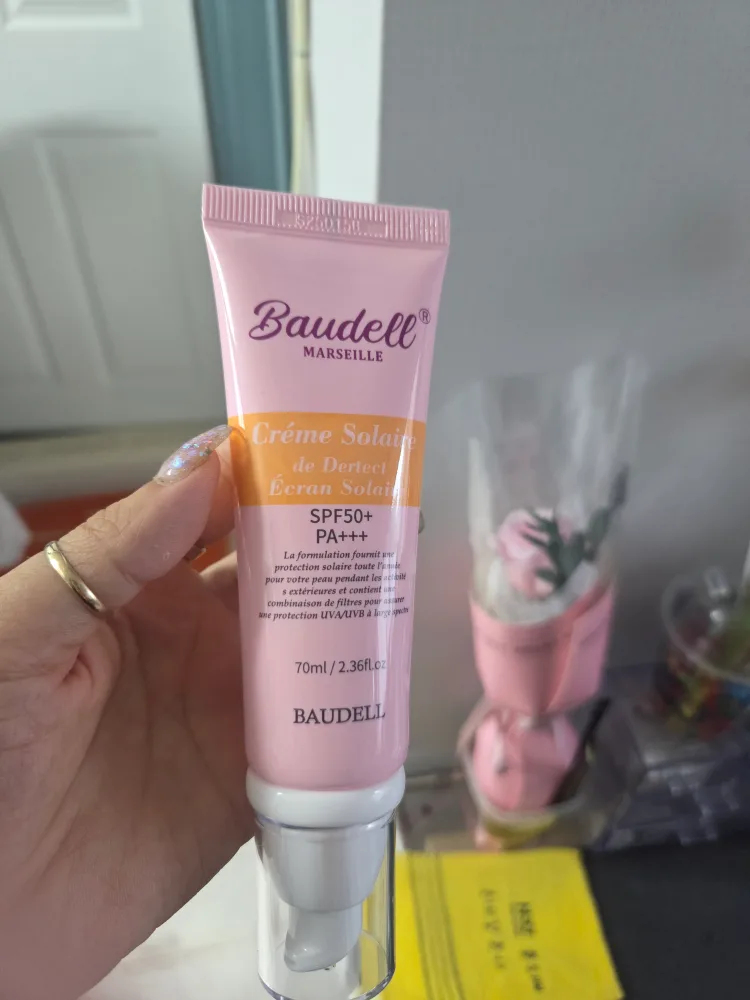 Baudell®
MARSEILLE
Créme Solaire
de Dertect
Écran Solair
SPF50+
PA+++
La formulation fournit une
protection solaire toute l'année
pour votre peau pendant les activité
s extérieures et contient une
combinaison de filtres pour assurer
une protection UVA/UVB à large spectre
70ml / 2.36fl.oz
BAUDELL